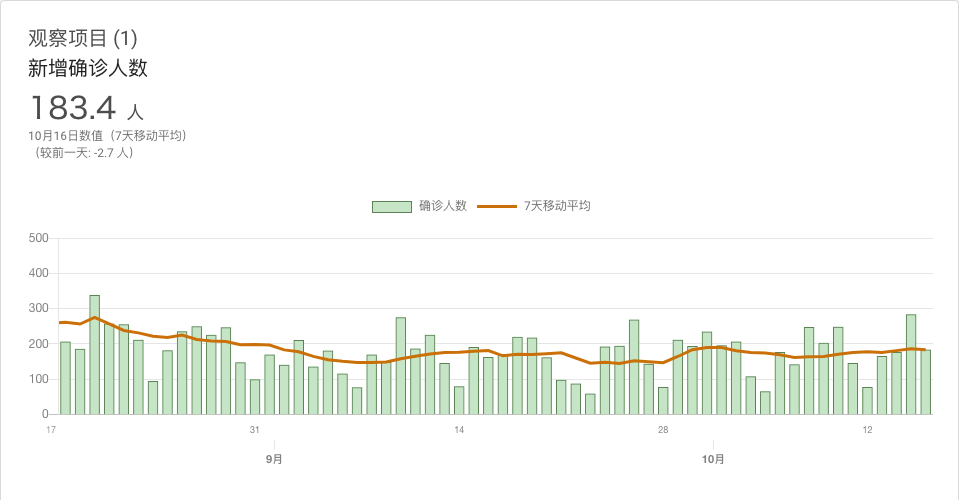 观察项目 (1)
新增确诊人数
183.4 人
10月16日数值（7天移动平均）
（较前一天: -2.7 人）
确诊人数 7天移动平均
500
400
300
200
100
0
17 31 14 28 12
9月 10月